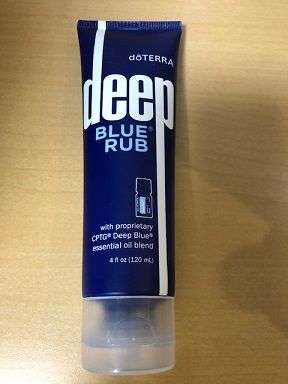 dōTERRA
deep
BLUE®
RUB
with proprietary
CPTG® Deep Blue®
essential oil blend
4 fl oz (120 mL)